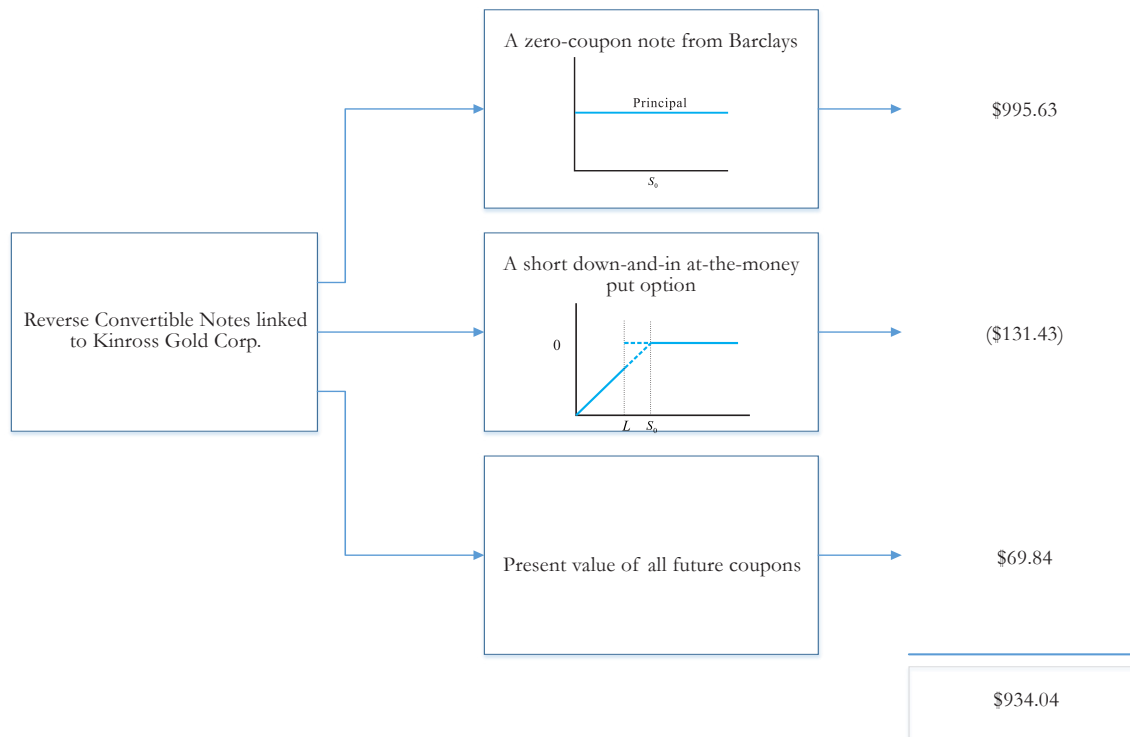 A zero-coupon note from Barclays
Principal
S₀
$995.63
Reverse Convertible Notes linked
to Kinross Gold Corp.
A short down-and-in at-the-money
put option
0
L S₀
($131.43)
Present value of all future coupons
$69.84
$934.04